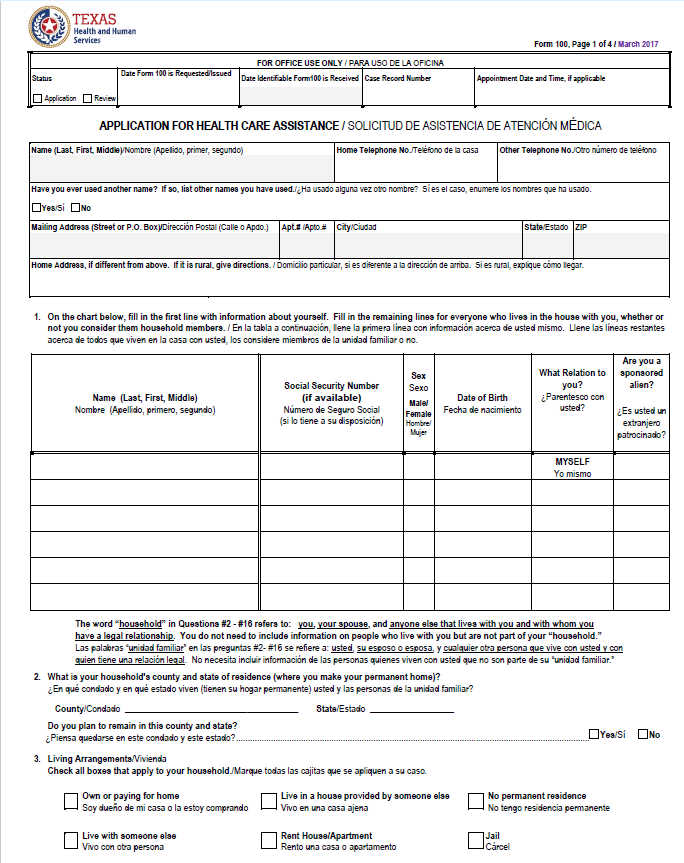 TEXAS
Health and Human
Services
Form 100, Page 1 of 4 / March 2017
FOR OFFICE USE ONLY / PARA USO DE LA OFICINA
Status
Application
Review
Date Form 100 is Requested/Issued
Date Identifiable Form100 is Received
Case Record Number
Appointment Date and Time, if applicable
APPLICATION FOR HEALTH CARE ASSISTANCE / SOLICITUD DE ASISTENCIA DE ATENCIÓN MÉDICA
Name (Last, First, Middle)/Nombre (Apellido, primer, segundo)
Home Telephone No./Teléfono de la casa
Other Telephone No./Otro número de teléfono
Have you ever used another name? If so, list other names you have used./¿Ha usado alguna vez otro nombre? Sí es el caso, enumere los nombres que ha usado.
Yes/Sí No
Mailing Address (Street or P.O. Box)/Dirección Postal (Calle o Apdo.)
Apt.# /Apto.#
City/Ciudad
State/Estado
ZIP
Home Address, if different from above. If it is rural, give directions. / Domicilio particular, si es diferente a la dirección de arriba. Si es rural, explique cómo llegar.
1. On the chart below, fill in the first line with information about yourself. Fill in the remaining lines for everyone who lives in the house with you, whether or
not you consider them household members. / En la tabla a continuación, llene la primera línea con información acerca de usted mismo. Llene las líneas restantes
acerca de todos que viven en la casa con usted, los considere miembros de la unidad familiar o no.
Name (Last, First, Middle)
Nombre (Apellido, primero, segundo)
Social Security Number
(if available)
Número de Seguro Social
(si lo tiene a su disposición)
Sex
Sexo
Male/
Female
Hombre/
Mujer
Date of Birth
Fecha de nacimiento
What Relation to
you?
¿Parentesco con
usted?
Are you a
sponsored
alien?
¿Es usted un
extranjero
patrocinado?
MYSELF
Yo mismo
The word “household” in Questions #2 - #16 refers to: you, your spouse, and anyone else that lives with you and with whom you
have a legal relationship. You do not need to include information on people who live with you but are not part of your “household.”
Las palabras “unidad familiar” en las preguntas #2- #16 se refiere a: usted, su esposo o esposa, y cualquier otra persona que vive con usted y con
quien tiene una relación legal. No necesita incluir información de las personas quienes viven con usted que no son parte de su “unidad familiar.”
2. What is your household's county and state of residence (where you make your permanent home)?
¿En qué condado y en qué estado viven (tienen su hogar permanente) usted y las personas de la unidad familiar?
County/Condado State/Estado
Do you plan to remain in this county and state?
¿Piensa quedarse en este condado y este estado? Yes/Sí No
3. Living Arrangements/Vivienda
Check all boxes that apply to your household./Marque todas las cajitas que se apliquen a su caso.
Own or paying for home
Soy dueño de mi casa o la estoy comprando
Live in a house provided by someone else
Vivo en una casa ajena
No permanent residence
No tengo residencia permanente
Live with someone else
Vivo con otra persona
Rent House/Apartment
Rento una casa o apartamento
Jail
Cárcel